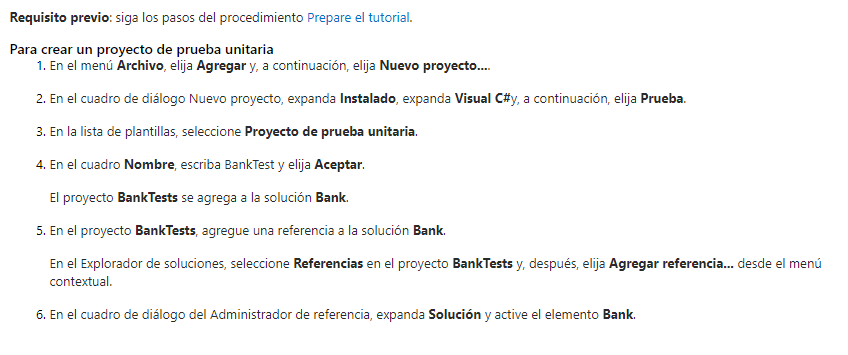 Requisito previo: siga los pasos del procedimiento Prepare el tutorial.
Para crear un proyecto de prueba unitaria
1. En el menú Archivo, elija Agregar y, a continuación, elija Nuevo proyecto....
2. En el cuadro de diálogo Nuevo proyecto, expanda Instalado, expanda Visual C#y, a continuación, elija Prueba.
3. En la lista de plantillas, seleccione Proyecto de prueba unitaria.
4. En el cuadro Nombre, escriba BankTest y elija Aceptar.
El proyecto BankTests se agrega a la solución Bank.
5. En el proyecto BankTests, agregue una referencia a la solución Bank.
En el Explorador de soluciones, seleccione Referencias en el proyecto BankTests y, después, elija Agregar referencia... desde el menú
contextual.
6. En el cuadro de diálogo del Administrador de referencia, expanda Solución y active el elemento Bank.